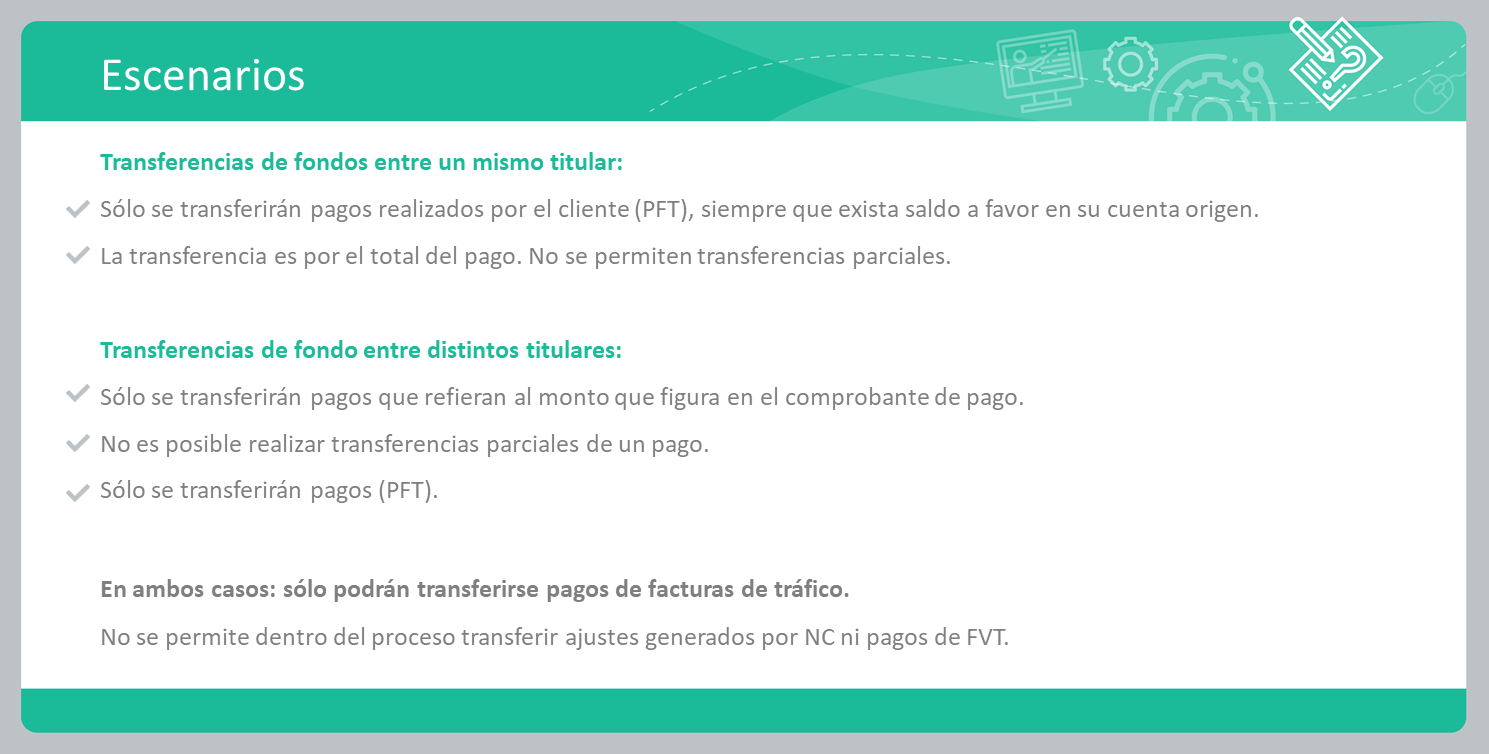 Escenarios
Transferencias de fondos entre un mismo titular:
Sólo se transferirán pagos realizados por el cliente (PFT), siempre que exista saldo a favor en su cuenta origen.
La transferencia es por el total del pago. No se permiten transferencias parciales.
Transferencias de fondo entre distintos titulares:
Sólo se transferirán pagos que refieran al monto que figura en el comprobante de pago.
No es posible realizar transferencias parciales de un pago.
Sólo se transferirán pagos (PFT).
En ambos casos: sólo podrán transferirse pagos de facturas de tráfico.
No se permite dentro del proceso transferir ajustes generados por NC ni pagos de FVT.